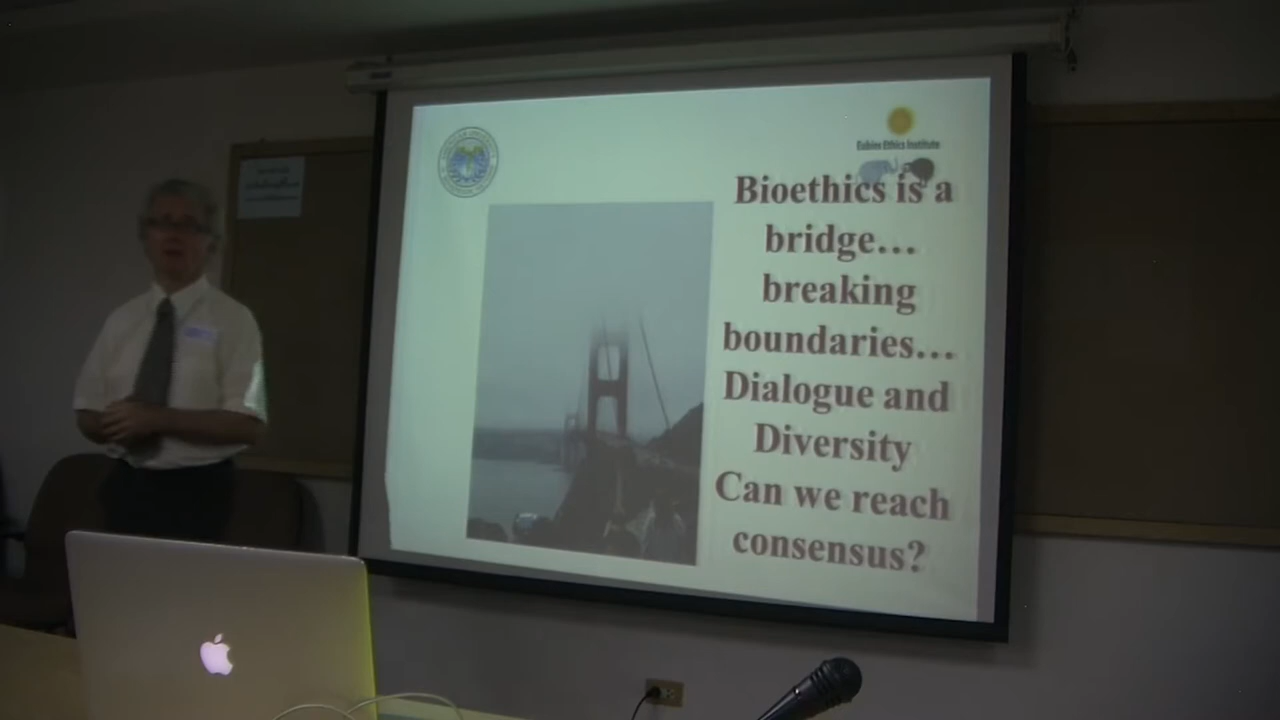 Eubios Ethics Institute
Bioethics is a
bridge…
breaking
boundaries…
Dialogue and
Diversity
Can we reach
consensus?